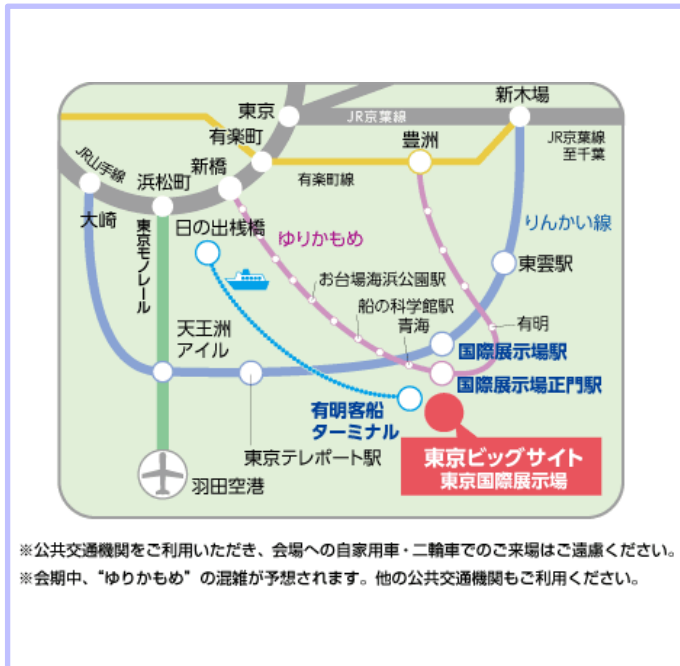 新木場
東京
JR京葉線
有楽町
豊洲
JR京葉線
至千葉
新橋
JR山手線
浜松町
有楽町線
大崎
日の出桟橋
ゆりかもめ
りんかい線
東京モノレール
東雲駅
お台場海浜公園駅
船の科学館駅
青海
有明
天王洲
アイル
国際展示場駅
国際展示場正門駅
有明客船
ターミナル
東京テレポート駅
東京ビッグサイト
東京国際展示場
羽田空港
※公共交通機関をご利用いただき、会場への自家用車・二輪車でのご来場はご遠慮ください。
※会期中、“ゆりかもめ” の混雑が予想されます。他の公共交通機関もご利用ください。